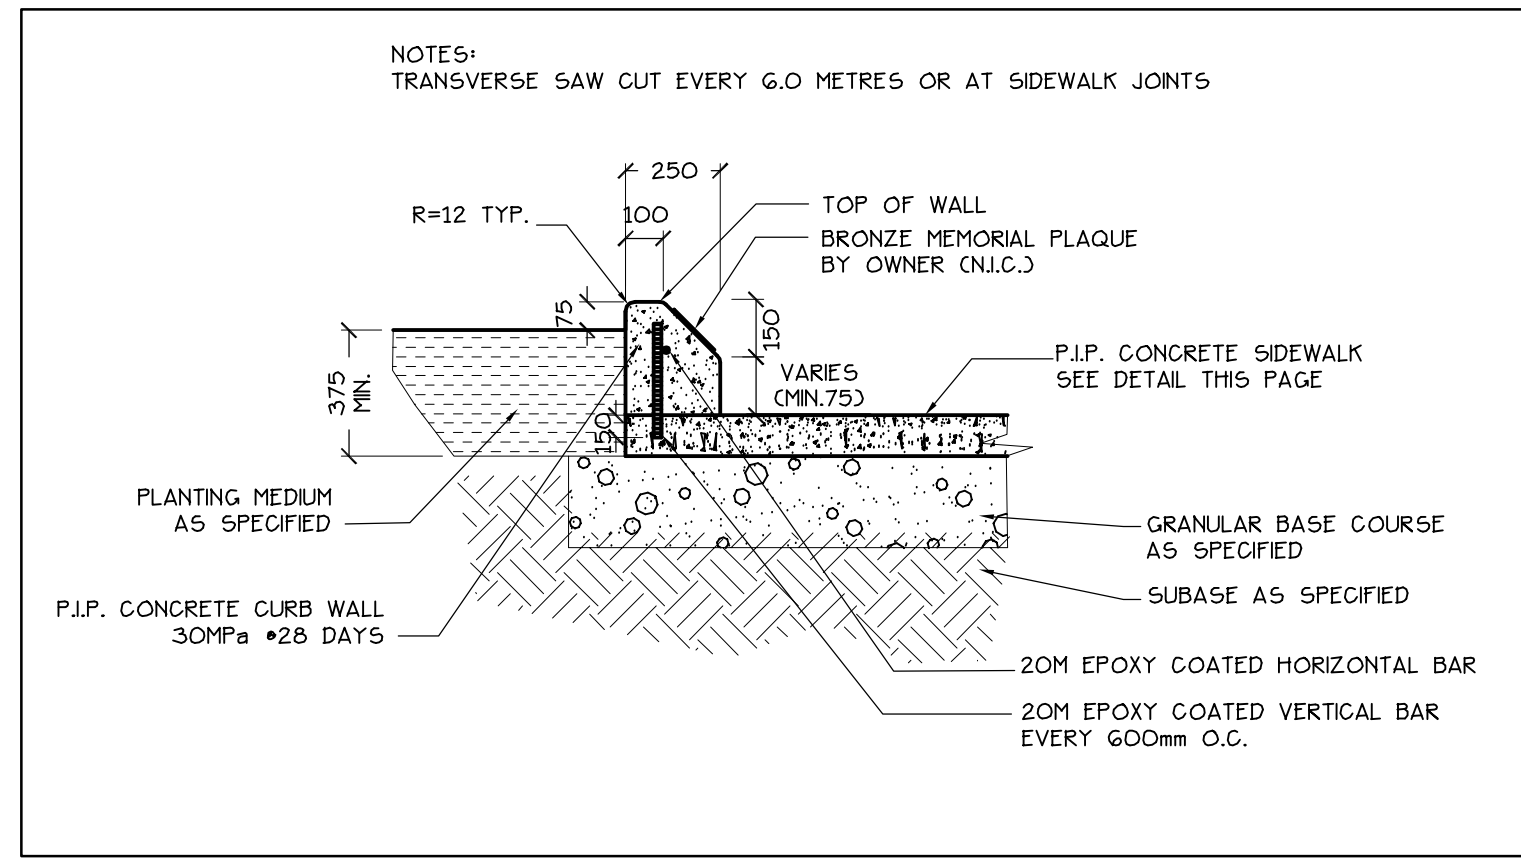 NOTES:
TRANSVERSE SAW CUT EVERY 6.0 METRES OR AT SIDEWALK JOINTS
250
R=12 TYP.
100
TOP OF WALL
BRONZE MEMORIAL PLAQUE
BY OWNER (N.I.C.)
75
150
375
MIN.
VARIES
(MIN.75)
P.I.P. CONCRETE SIDEWALK
SEE DETAIL THIS PAGE
150
PLANTING MEDIUM
AS SPECIFIED
GRANULAR BASE COURSE
AS SPECIFIED
SUBASE AS SPECIFIED
P.I.P. CONCRETE CURB WALL
30MPa @28 DAYS
20M EPOXY COATED HORIZONTAL BAR
20M EPOXY COATED VERTICAL BAR
EVERY 600mm O.C.